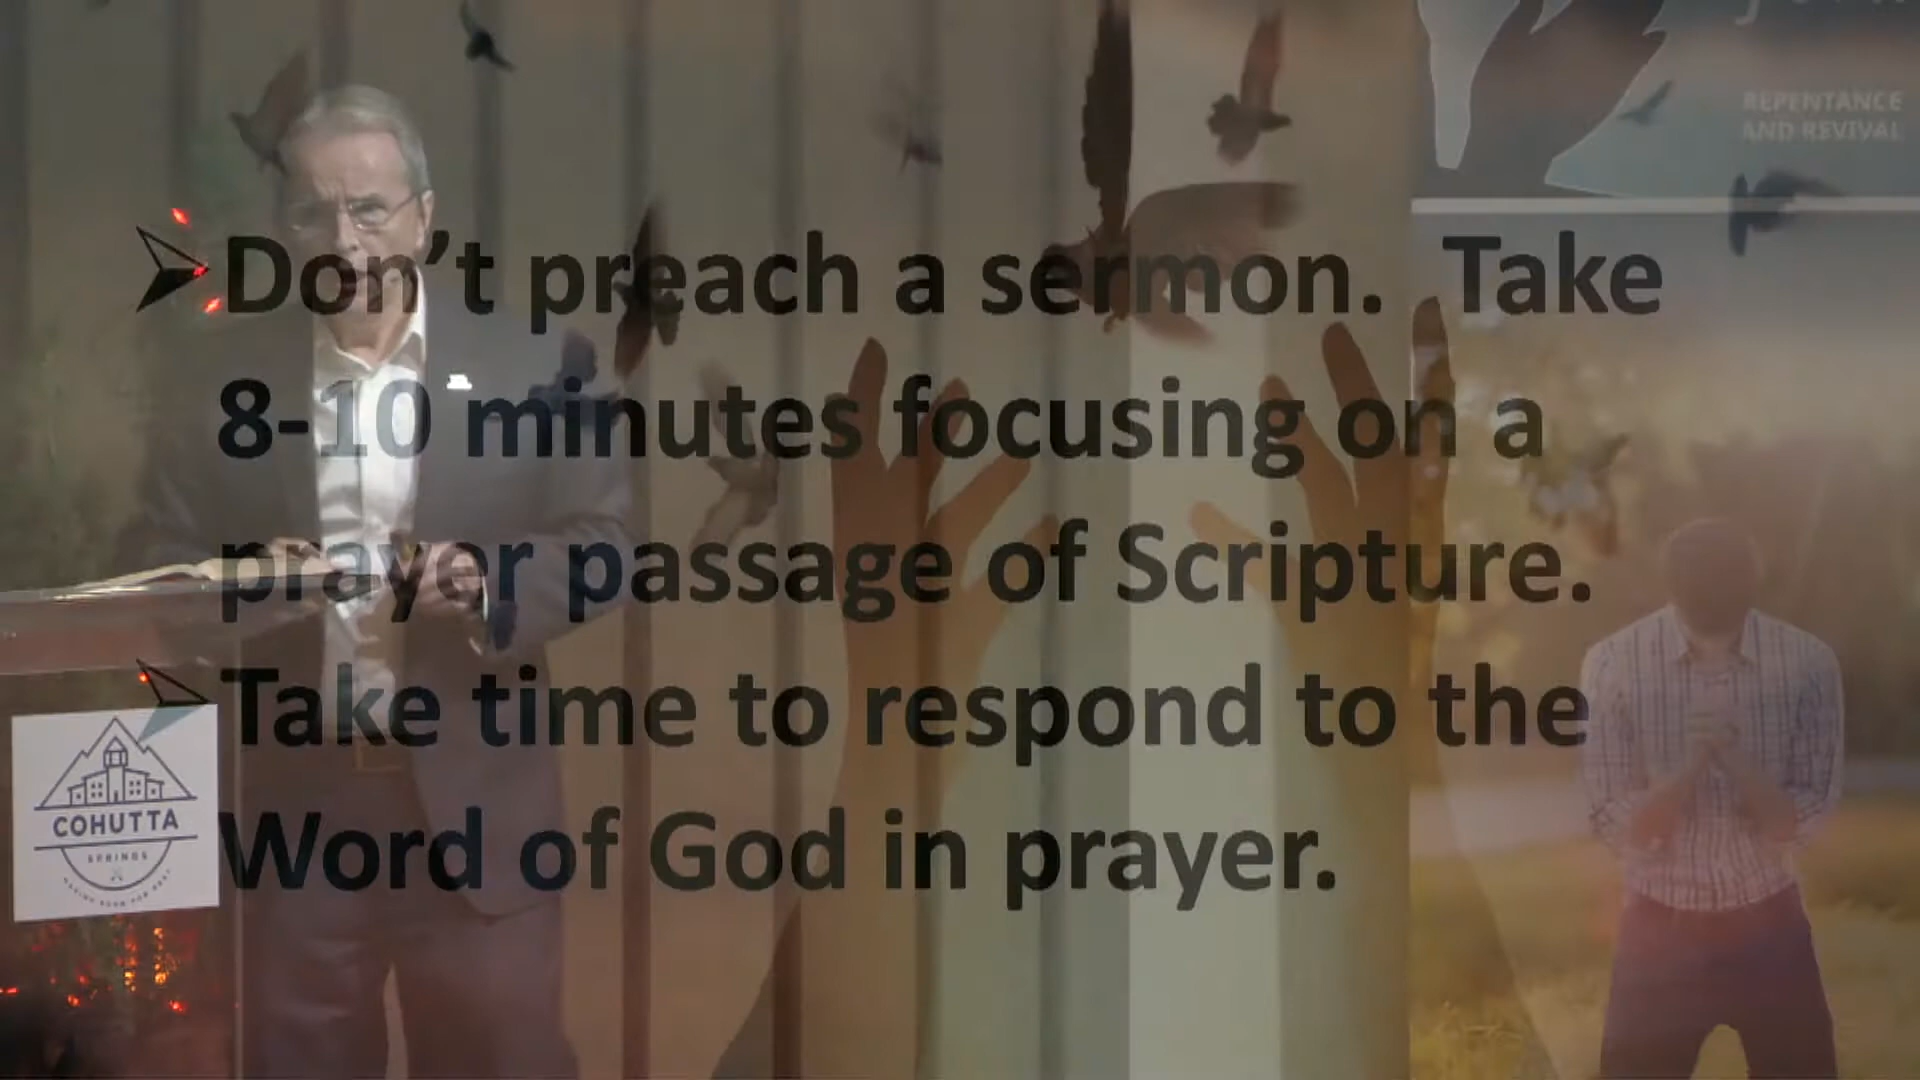 REPENTANCE
AND REVIVAL
Don’t preach a sermon. Take
8-10 minutes focusing on a
prayer passage of Scripture.
Take time to respond to the
Word of God in prayer.
COHUTTA
SPRINGS